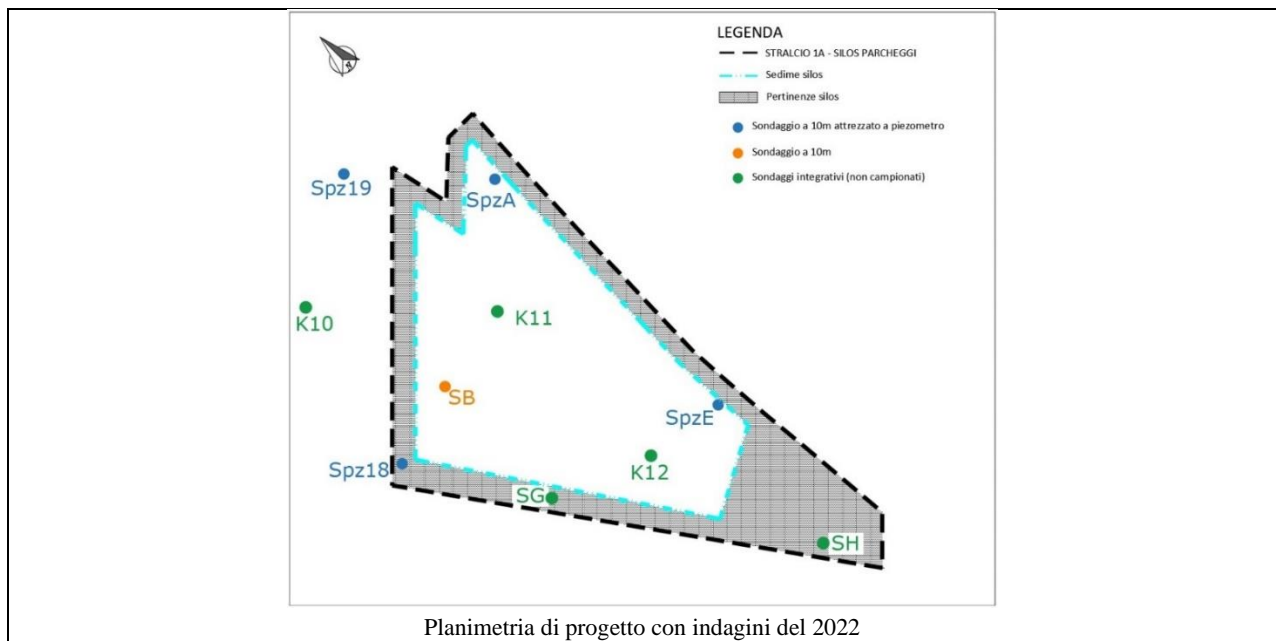 LEGENDA
STRALCIO 1A - SILOS PARCHEGGI
Sedime silos
Pertinenze silos
Sondaggio a 10m attrezzato a piezometro
Sondaggio a 10m
Sondaggi integrativi (non campionati)
Spz19
SpzA
K10
K11
SB
SpzE
Spz18
K12
SG
SH
Planimetria di progetto con indagini del 2022